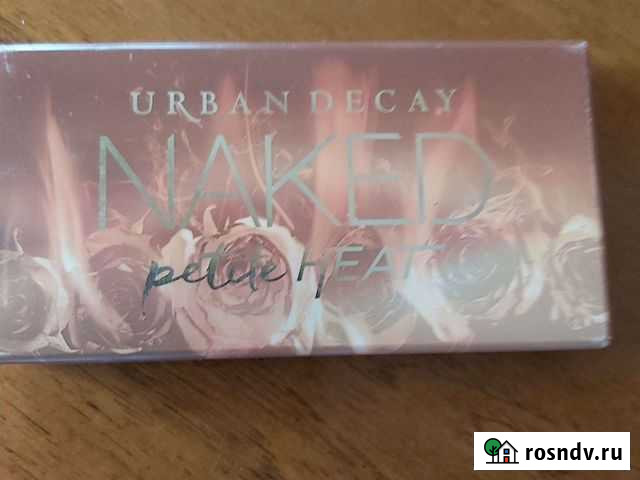 URBAN DECAY
NAKED
petite HEAT
rosndv.ru